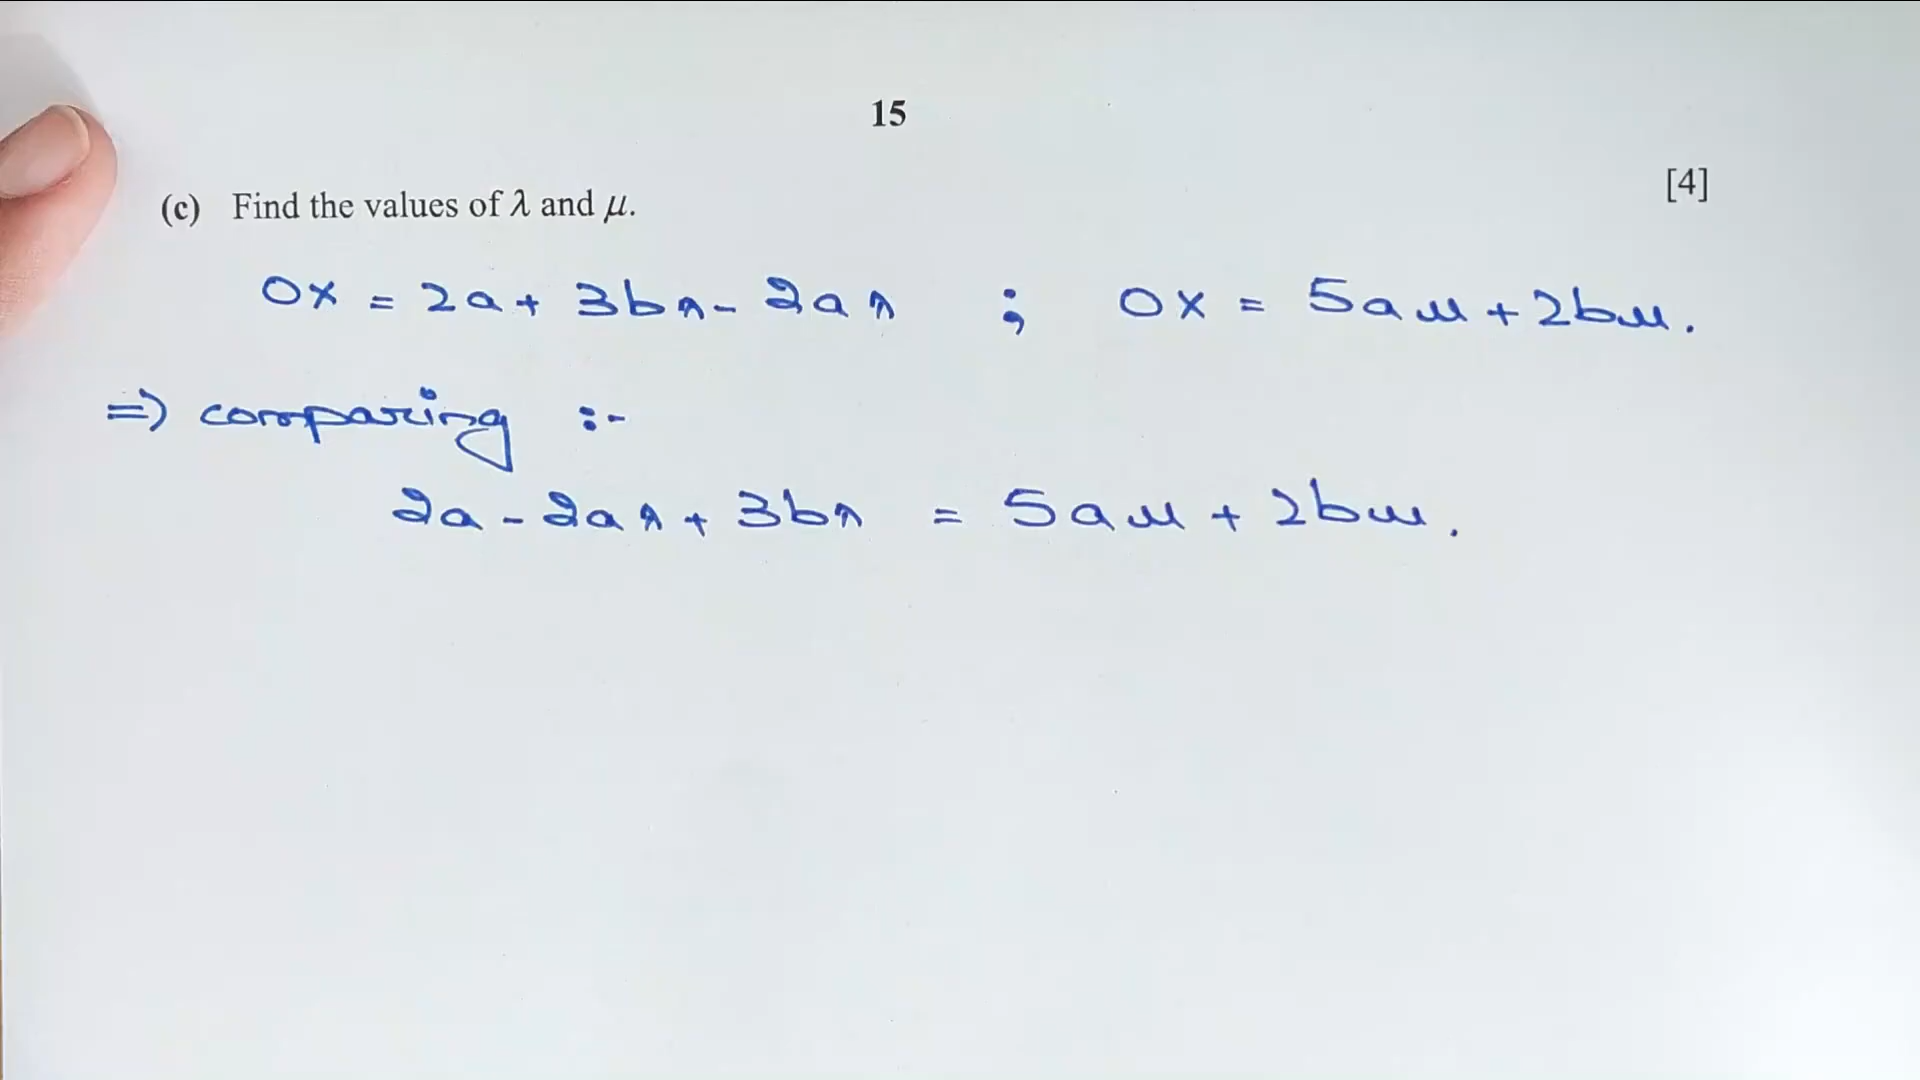 15
[4]
(c) Find the values of λ and μ.
OX = 2a + 3bλ - 2aλ ; OX = 5aμ + 2bμ.
=) comparing :-
2a - 2aλ + 3bλ = 5aμ + 2bμ.